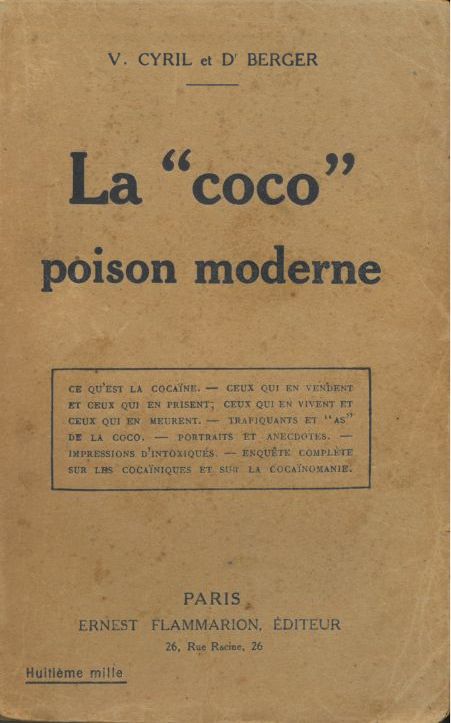 V. CYRIL et Dʳ BERGER
La “coco”
poison moderne
CE QU'EST LA COCAÏNE. — CEUX QUI EN VENDENT
ET CEUX QUI EN PRISENT; CEUX QUI EN VIVENT ET
CEUX QUI EN MEURENT. — TRAFIQUANTS ET “AS”
DE LA COCO. — PORTRAITS ET ANECDOTES. —
IMPRESSIONS D'INTOXIQUÉS. — ENQUÊTE COMPLÈTE
SUR LES COCAÏNIQUES ET SUR LA COCAÏNOMANIE.
PARIS
ERNEST FLAMMARION, ÉDITEUR
26, Rue Racine, 26
Huitième mille